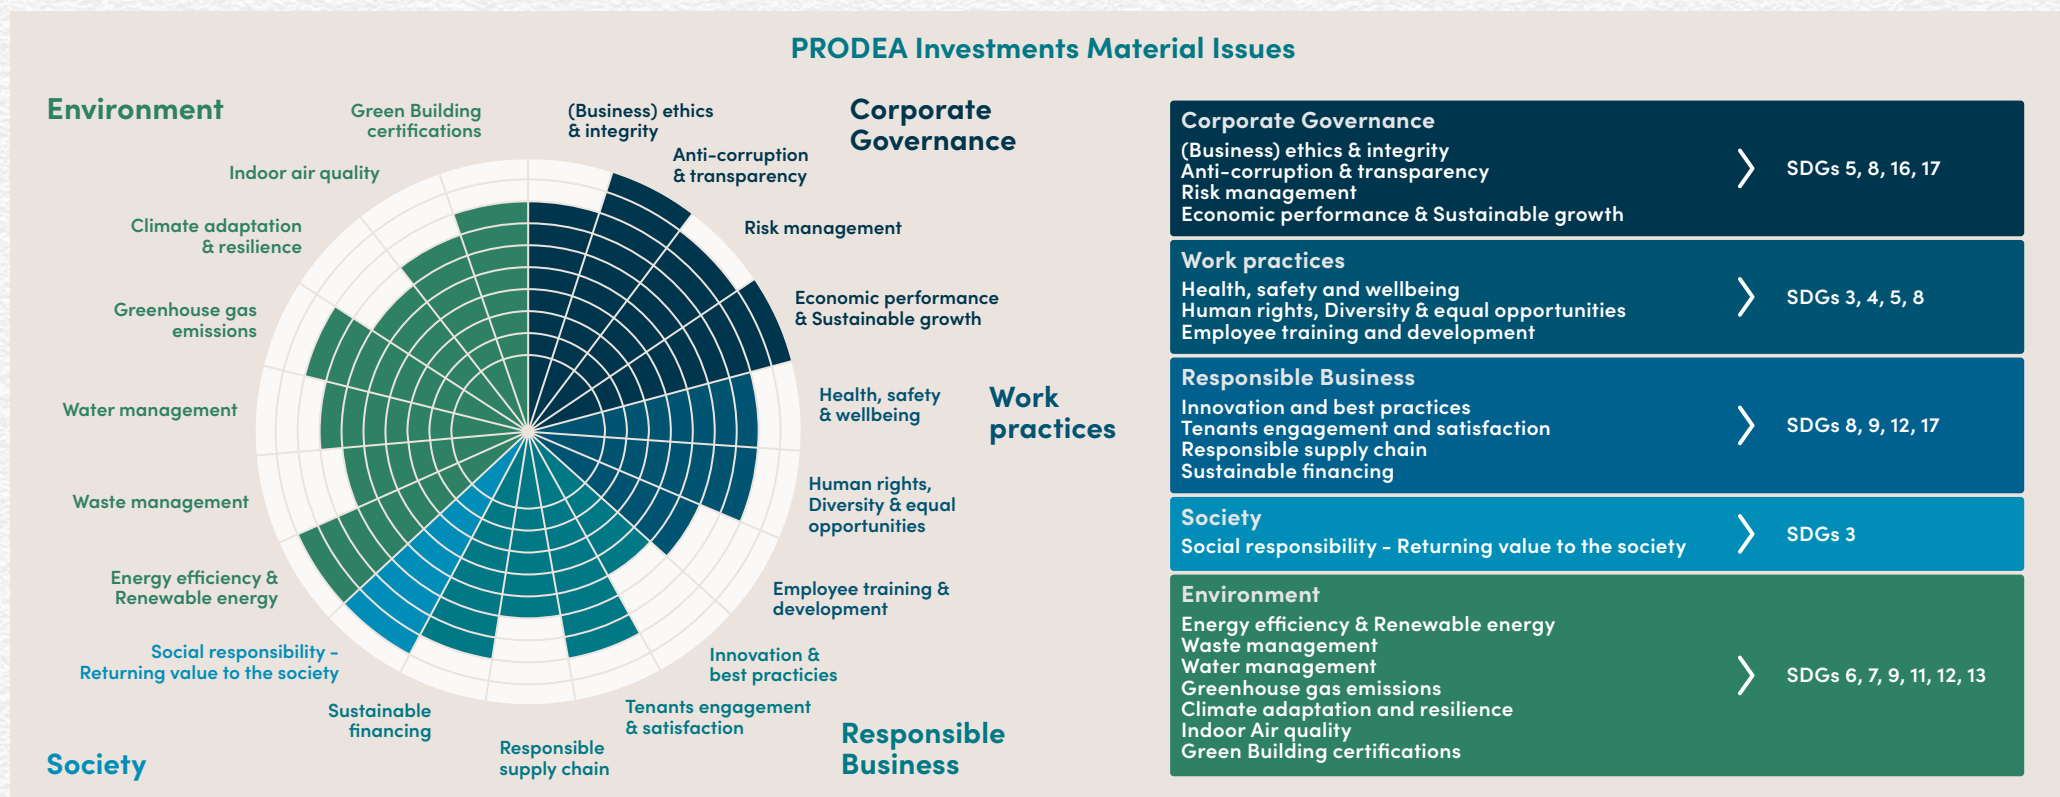 PRODEA Investments Material Issues
Environment
Green Building
certifications
Indoor air quality
Climate adaptation
& resilience
Greenhouse gas
emissions
Water management
Waste management
Energy efficiency &
Renewable energy
Social responsibility -
Returning value to the society
Society
Sustainable
financing
Responsible
supply chain
(Business) ethics
& integrity
Corporate
Governance
Anti-corruption
& transparency
Risk management
Economic performance
& Sustainable growth
Health, safety
& wellbeing
Work
practices
Human rights,
Diversity & equal
opportunities
Employee training &
development
Innovation &
best practicies
Tenants engagement
& satisfaction
Responsible
Business
Corporate Governance
(Business) ethics & integrity
Anti-corruption & transparency
Risk management
Economic performance & Sustainable growth
SDGs 5, 8, 16, 17
Work practices
Health, safety and wellbeing
Human rights, Diversity & equal opportunities
Employee training and development
SDGs 3, 4, 5, 8
Responsible Business
Innovation and best practices
Tenants engagement and satisfaction
Responsible supply chain
Sustainable financing
SDGs 8, 9, 12, 17
Society
Social responsibility - Returning value to the society
SDGs 3
Environment
Energy efficiency & Renewable energy
Waste management
Water management
Greenhouse gas emissions
Climate adaptation and resilience
Indoor Air quality
Green Building certifications
SDGs 6, 7, 9, 11, 12, 13